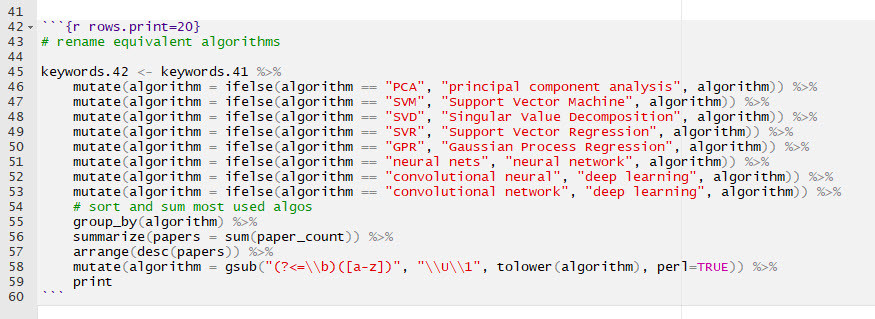 41
42 ```{r rows.print=20}
43 # rename equivalent algorithms
44
45 keywords.42 <- keywords.41 %>%
46     mutate(algorithm = ifelse(algorithm == "PCA", "principal component analysis", algorithm)) %>%
47     mutate(algorithm = ifelse(algorithm == "SVM", "Support Vector Machine", algorithm)) %>%
48     mutate(algorithm = ifelse(algorithm == "SVD", "Singular Value Decomposition", algorithm)) %>%
49     mutate(algorithm = ifelse(algorithm == "SVR", "Support Vector Regression", algorithm)) %>%
50     mutate(algorithm = ifelse(algorithm == "GPR", "Gaussian Process Regression", algorithm)) %>%
51     mutate(algorithm = ifelse(algorithm == "neural nets", "neural network", algorithm)) %>%
52     mutate(algorithm = ifelse(algorithm == "convolutional neural", "deep learning", algorithm)) %>%
53     mutate(algorithm = ifelse(algorithm == "convolutional network", "deep learning", algorithm)) %>%
54     # sort and sum most used algos
55     group_by(algorithm) %>%
56     summarize(papers = sum(paper_count)) %>%
57     arrange(desc(papers)) %>%
58     mutate(algorithm = gsub("(?<=\\b)([a-z])", "\\U\\1", tolower(algorithm), perl=TRUE)) %>%
59     print
60 ```